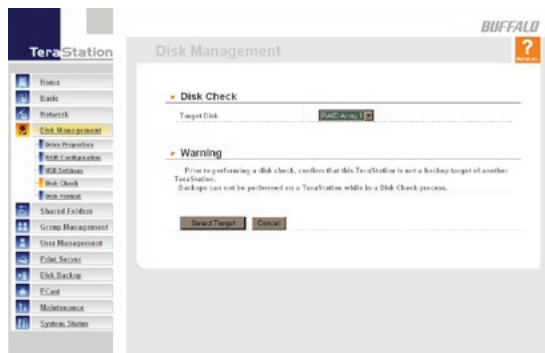 BUFFALO
TeraStation
Disk Management
?
Home
Basic
Network
Disk Management
Drive Properties
RAID Configuration
USB Settings
Disk Check
Disk Format
Shared Folders
Group Management
User Management
Print Server
Disk Backup
PCast
Maintenance
System Status
Disk Check
Target Disk
RAID Array 1
Warning
Prior to performing a disk check, confirm that this TeraStation is not a backup target of another
TeraStation.
Backups can not be performed on a TeraStation while in a Disk Check process.
Select Target
Cancel